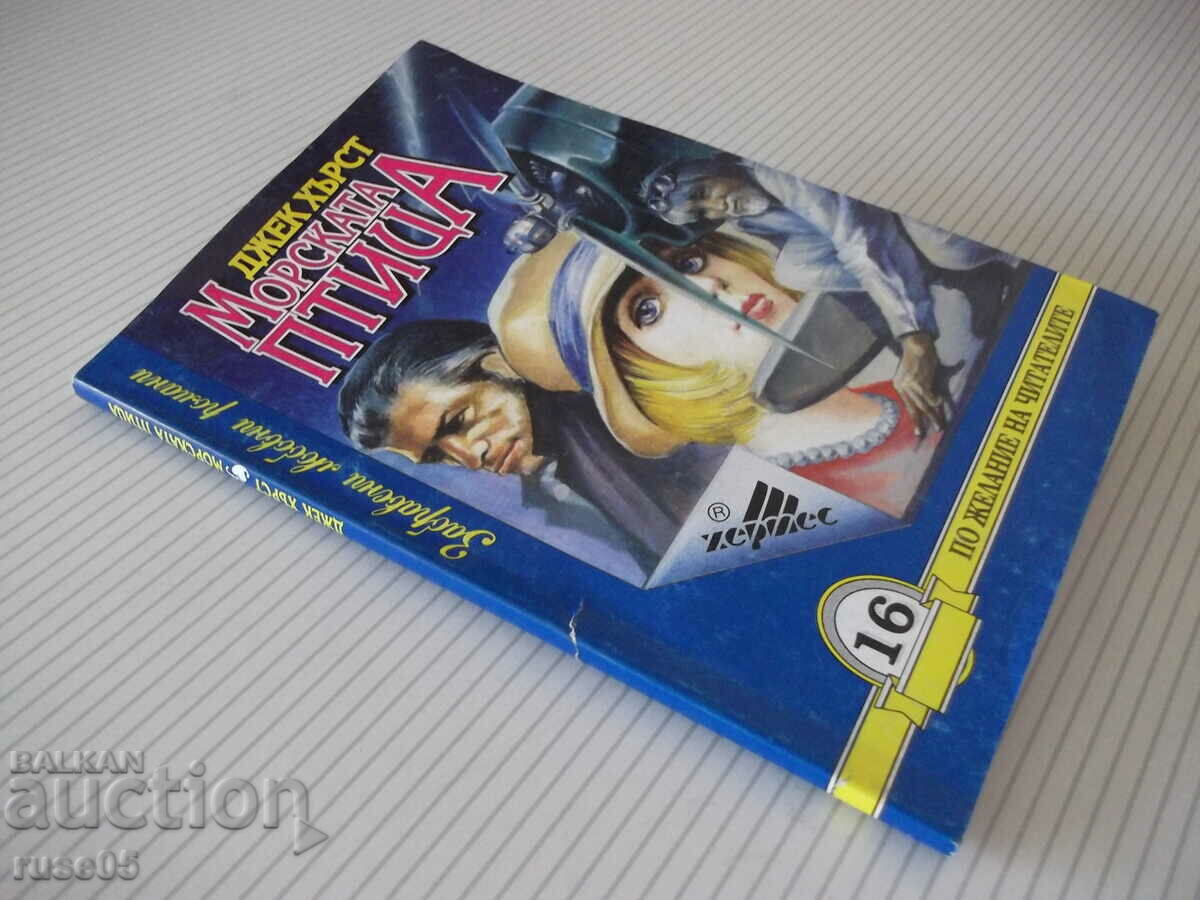 ДЖЕК ХЪРСТ
МОРСКАТА
ПТИЦА
Забравени любовни романи
ДЖЕК ХЪРСТ МОРСКАТА ПТИЦА
®
хермес
16
ПО ЖЕЛАНИЕ НА ЧИТАТЕЛИТЕ
BALKAN
auction
ruse05